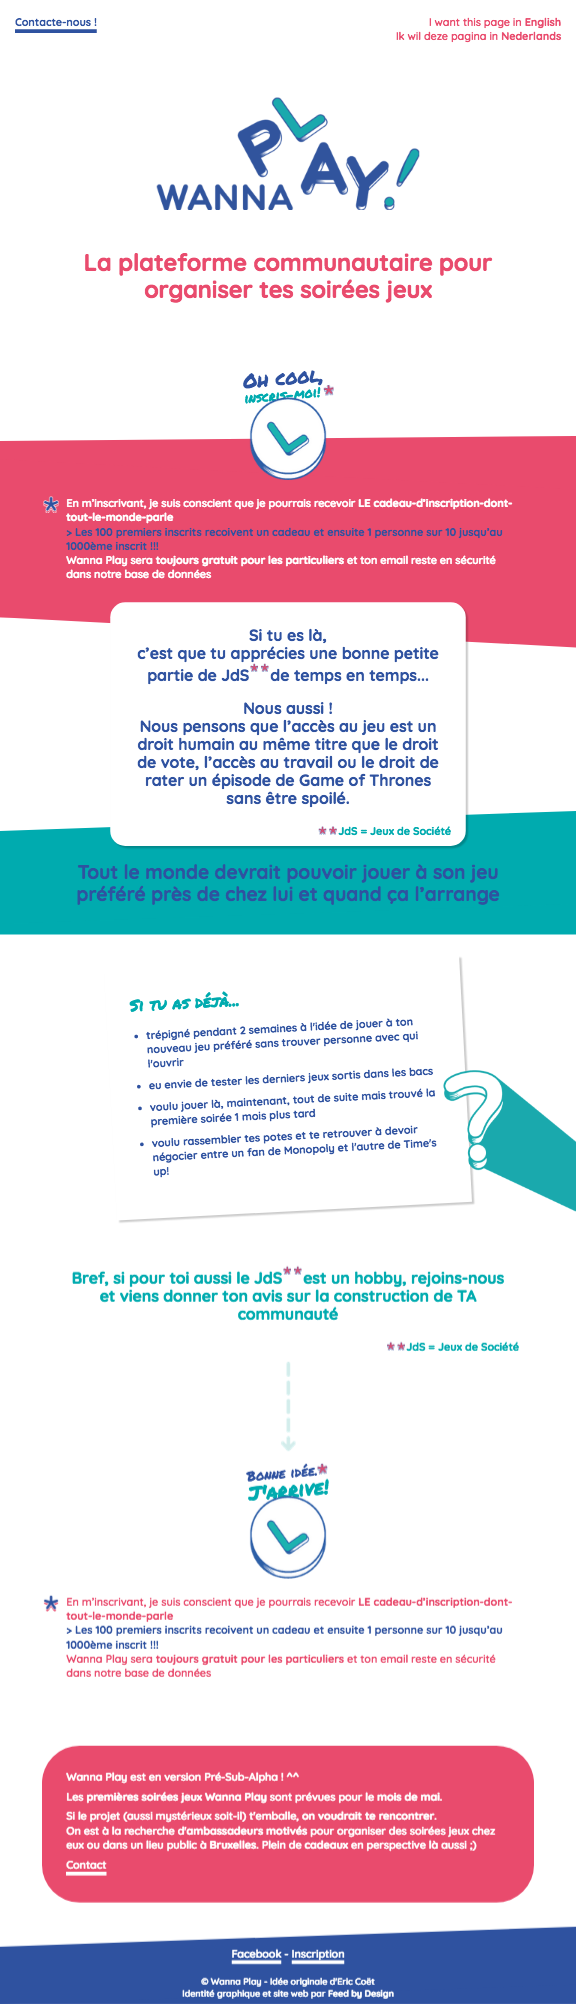 Contacte-nous !
I want this page in English
Ik wil deze pagina in Nederlands
WANNA PLAY!
La plateforme communautaire pour
organiser tes soirées jeux
OH COOL,
INSCRIS-MOI! *
* En m'inscrivant, je suis conscient que je pourrais recevoir LE cadeau-d'inscription-dont-
tout-le-monde-parle
> Les 100 premiers inscrits recoivent un cadeau et ensuite 1 personne sur 10 jusqu'au
1000ème inscrit !!!
Wanna Play sera toujours gratuit pour les particuliers et ton email reste en sécurité
dans notre base de données
Si tu es là,
c'est que tu apprécies une bonne petite
partie de JdS** de temps en temps...
Nous aussi !
Nous pensons que l'accès au jeu est un
droit humain au même titre que le droit
de vote, l'accès au travail ou le droit de
rater un épisode de Game of Thrones
sans être spoilé.
**JdS = Jeux de Société
Tout le monde devrait pouvoir jouer à son jeu
préféré près de chez lui et quand ça l'arrange
SI TU AS DÉJÀ...
• trépigné pendant 2 semaines à l'idée de jouer à ton
nouveau jeu préféré sans trouver personne avec qui
l'ouvrir
• eu envie de tester les derniers jeux sortis dans les bacs
• voulu jouer là, maintenant, tout de suite mais trouvé la
première soirée 1 mois plus tard
• voulu rassembler tes potes et te retrouver à devoir
négocier entre un fan de Monopoly et l'autre de Time's
up!
?
Bref, si pour toi aussi le JdS** est un hobby, rejoins-nous
et viens donner ton avis sur la construction de TA
communauté
**JdS = Jeux de Société
BONNE IDÉE.*
J'ARRIVE!
* En m'inscrivant, je suis conscient que je pourrais recevoir LE cadeau-d'inscription-dont-
tout-le-monde-parle
> Les 100 premiers inscrits recoivent un cadeau et ensuite 1 personne sur 10 jusqu'au
1000ème inscrit !!!
Wanna Play sera toujours gratuit pour les particuliers et ton email reste en sécurité
dans notre base de données
Wanna Play est en version Pré-Sub-Alpha ! ^^
Les premières soirées jeux Wanna Play sont prévues pour le mois de mai.
Si le projet (aussi mystérieux soit-il) t'emballe, on voudrait te rencontrer.
On est à la recherche d'ambassadeurs motivés pour organiser des soirées jeux chez
eux ou dans un lieu public à Bruxelles. Plein de cadeaux en perspective là aussi ;)
Contact
Facebook - Inscription
© Wanna Play - Idée originale d'Eric Coët
Identité graphique et site web par Feed by Design